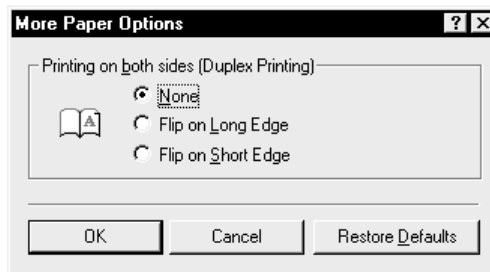 More Paper Options
Printing on both sides (Duplex Printing)
None
A
Flip on Long Edge
Flip on Short Edge
OK Cancel Restore Defaults